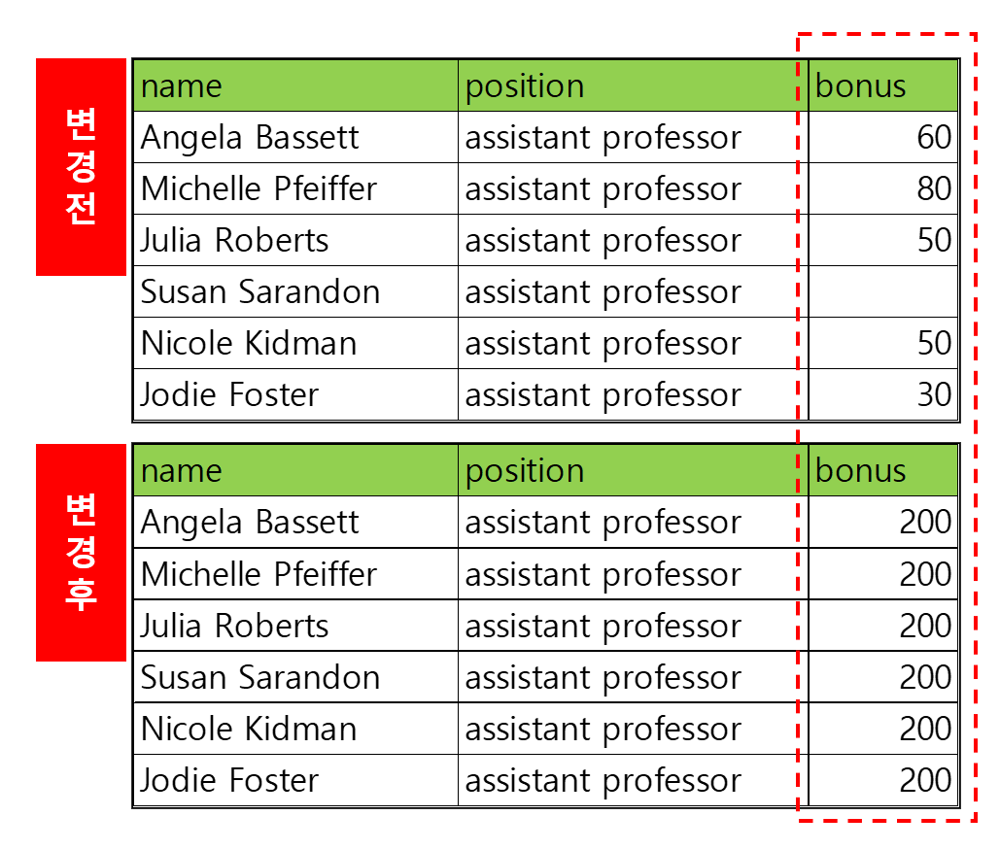 변경전
name position bonus
Angela Bassett assistant professor 60
Michelle Pfeiffer assistant professor 80
Julia Roberts assistant professor 50
Susan Sarandon assistant professor
Nicole Kidman assistant professor 50
Jodie Foster assistant professor 30
변경후
name position bonus
Angela Bassett assistant professor 200
Michelle Pfeiffer assistant professor 200
Julia Roberts assistant professor 200
Susan Sarandon assistant professor 200
Nicole Kidman assistant professor 200
Jodie Foster assistant professor 200